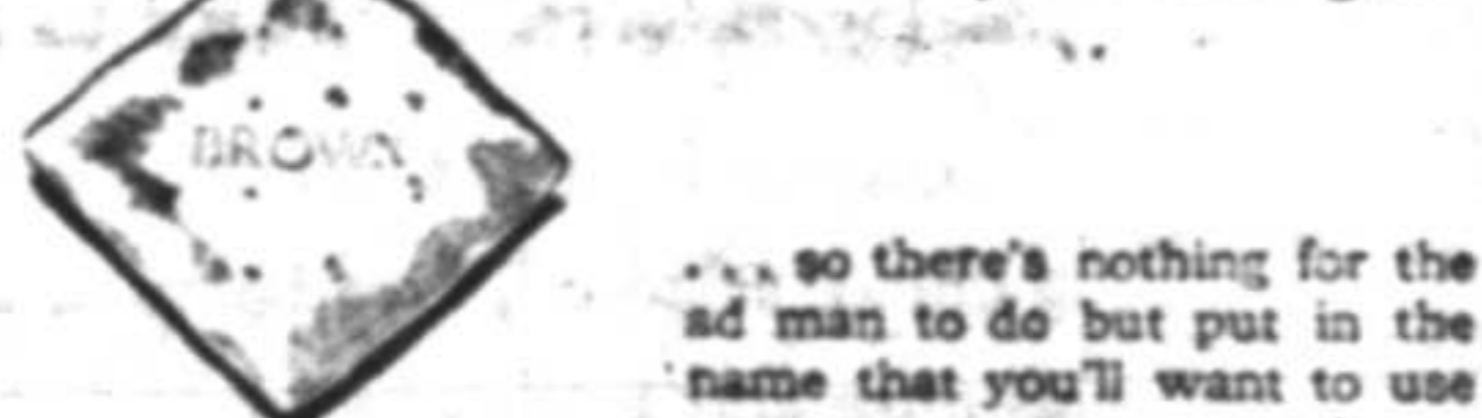 BROWN
... so there's nothing for the
ad man to do but put in the
name that you'll want to use